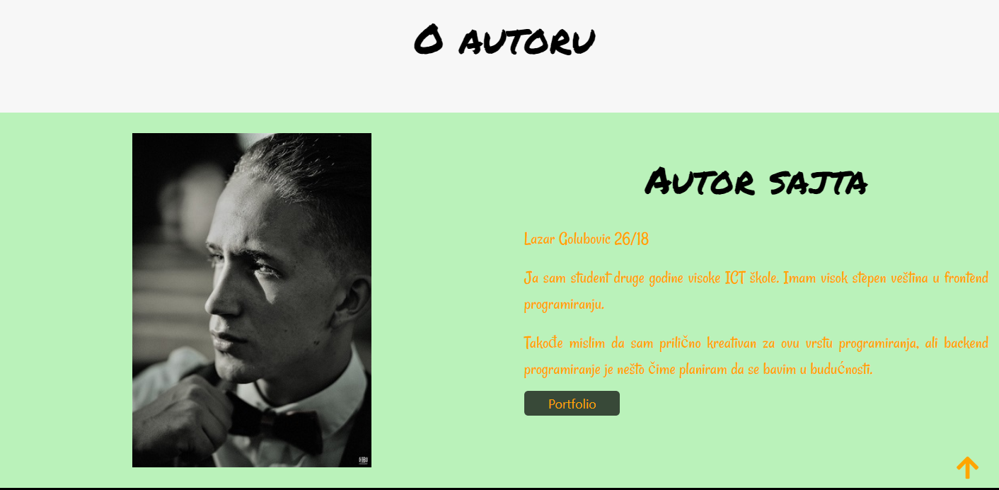 O autoru
Autor sajta
Lazar Golubovic 26/18
Ja sam student druge godine visoke ICT škole. Imam visok stepen veština u frontend
programiranju.
Takođe mislim da sam prilično kreativan za ovu vrstu programiranja, ali backend
programiranje je nešto čime planiram da se bavim u budućnosti.
Portfolio